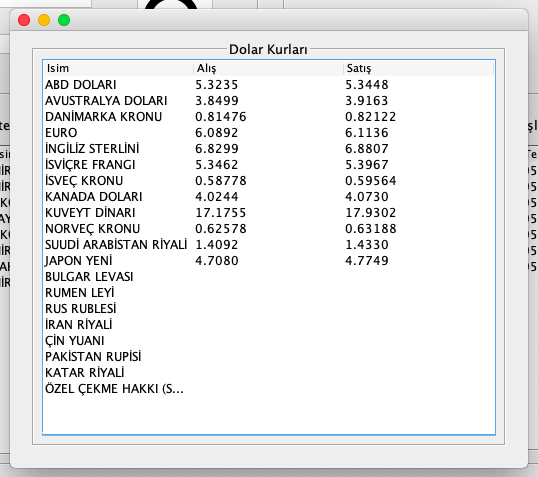 Dolar Kurları
Isim Alış Satış
ABD DOLARI 5.3235 5.3448
AVUSTRALYA DOLARI 3.8499 3.9163
DANİMARKA KRONU 0.81476 0.82122
EURO 6.0892 6.1136
İNGİLİZ STERLİNİ 6.8299 6.8807
İSVİÇRE FRANGI 5.3462 5.3967
İSVEÇ KRONU 0.58778 0.59564
KANADA DOLARI 4.0244 4.0730
KUVEYT DİNARI 17.1755 17.9302
NORVEÇ KRONU 0.62578 0.63188
SUUDİ ARABİSTAN RİYALİ 1.4092 1.4330
JAPON YENİ 4.7080 4.7749
BULGAR LEVASI
RUMEN LEYİ
RUS RUBLESİ
İRAN RİYALİ
ÇİN YUANI
PAKİSTAN RUPİSİ
KATAR RİYALİ
ÖZEL ÇEKME HAKKI (S...